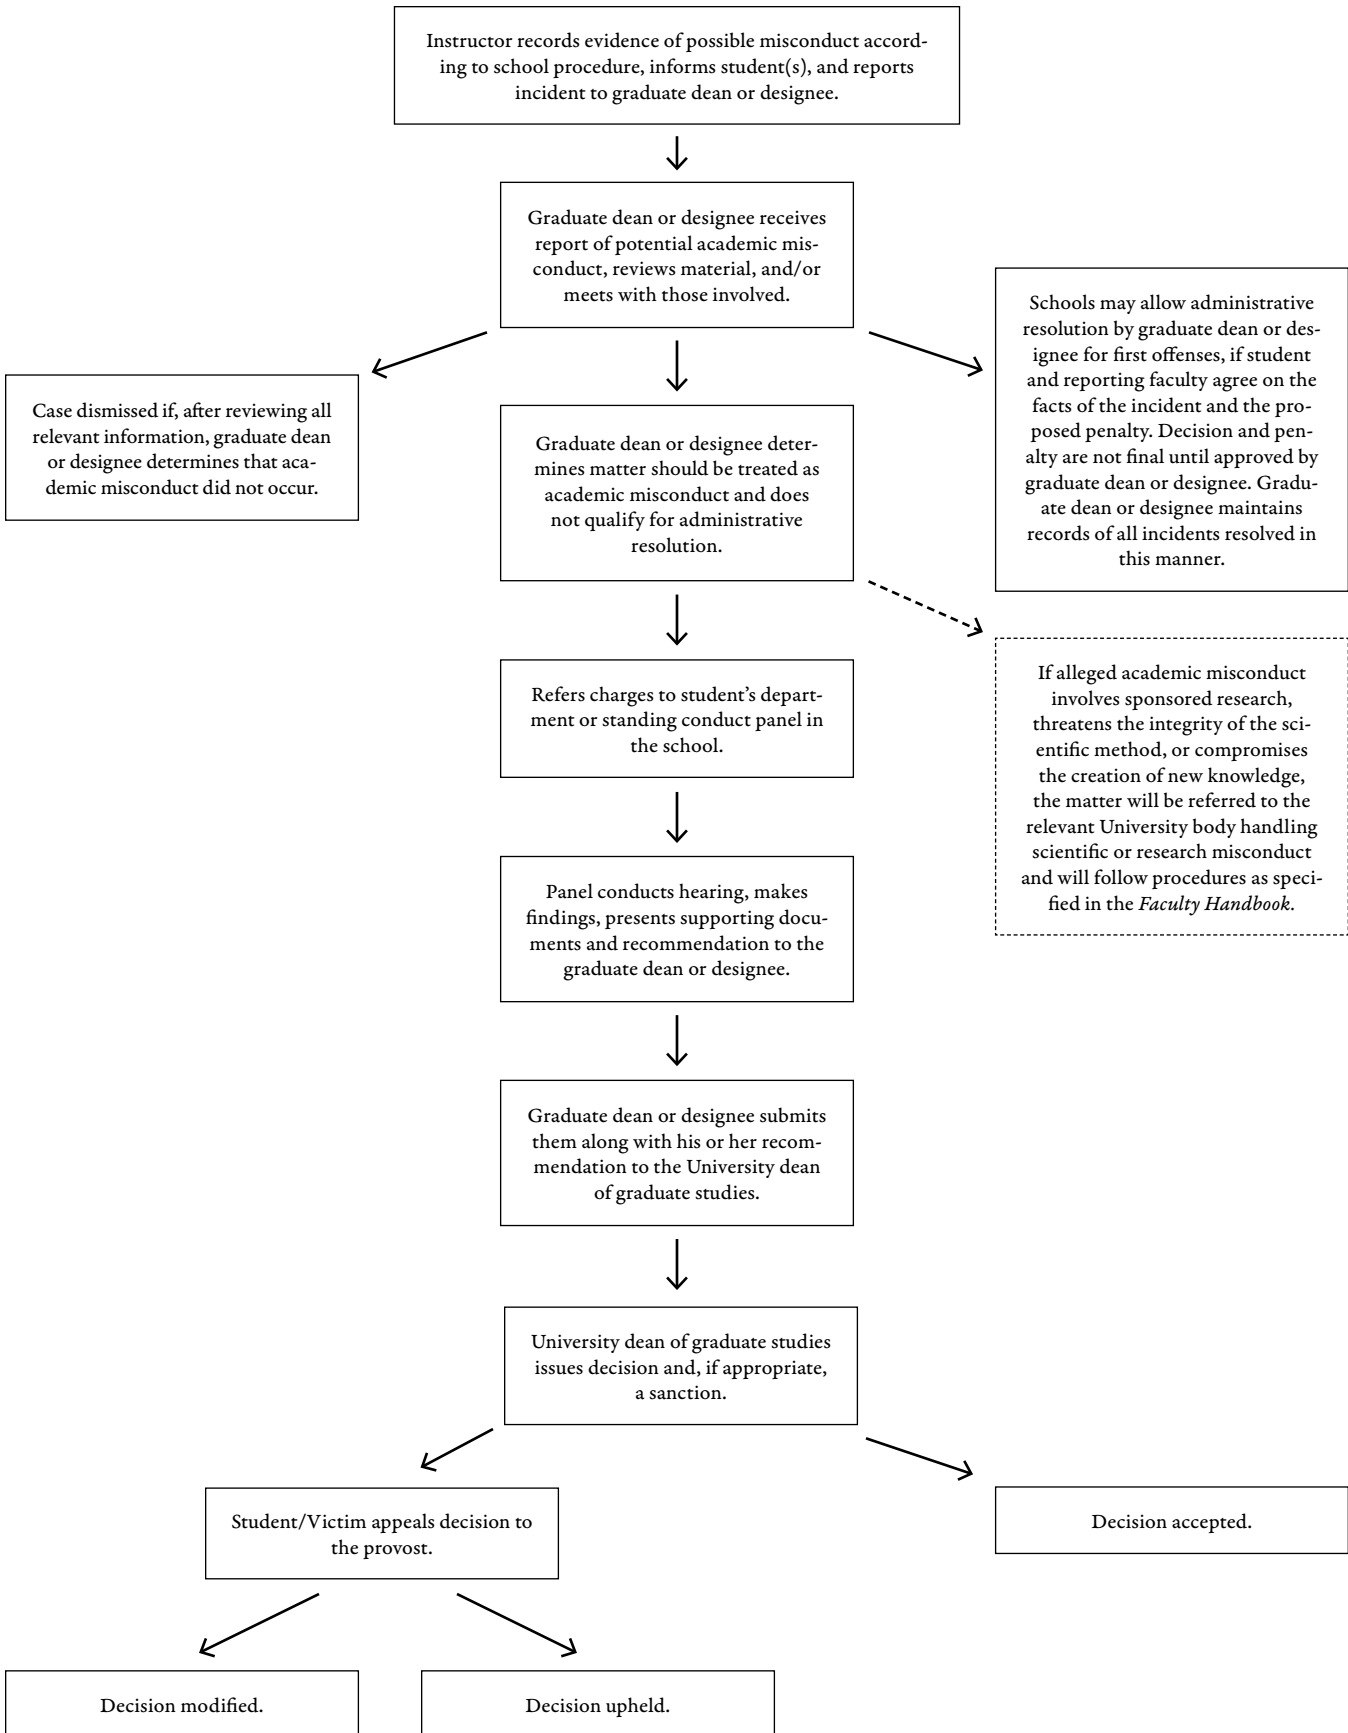 Instructor records evidence of possible misconduct accord-
ing to school procedure, informs student(s), and reports
incident to graduate dean or designee.
Graduate dean or designee receives
report of potential academic mis-
conduct, reviews material, and/or
meets with those involved.
Case dismissed if, after reviewing all
relevant information, graduate dean
or designee determines that aca-
demic misconduct did not occur.
Graduate dean or designee deter-
mines matter should be treated as
academic misconduct and does
not qualify for administrative
resolution.
Schools may allow administrative
resolution by graduate dean or des-
ignee for first offenses, if student
and reporting faculty agree on the
facts of the incident and the pro-
posed penalty. Decision and pen-
alty are not final until approved by
graduate dean or designee. Gradu-
ate dean or designee maintains
records of all incidents resolved in
this manner.
If alleged academic misconduct
involves sponsored research,
threatens the integrity of the sci-
entific method, or compromises
the creation of new knowledge,
the matter will be referred to the
relevant University body handling
scientific or research misconduct
and will follow procedures as speci-
fied in the Faculty Handbook.
Refers charges to student’s depart-
ment or standing conduct panel in
the school.
Panel conducts hearing, makes
findings, presents supporting docu-
ments and recommendation to the
graduate dean or designee.
Graduate dean or designee submits
them along with his or her recom-
mendation to the University dean
of graduate studies.
University dean of graduate studies
issues decision and, if appropriate,
a sanction.
Student/Victim appeals decision to
the provost.
Decision accepted.
Decision modified.
Decision upheld.